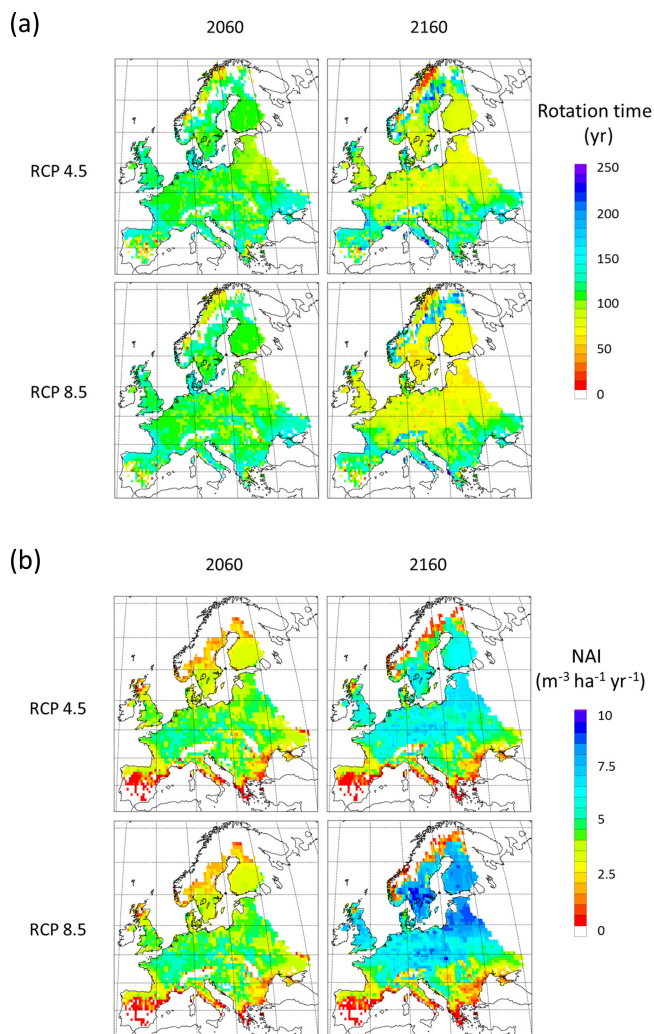 (a)
2060 2160
RCP 4.5
RCP 8.5
Rotation time
(yr)
250
200
150
100
50
0
(b)
2060 2160
RCP 4.5
RCP 8.5
NAI
(m⁻³ ha⁻¹ yr⁻¹)
10
7.5
5
2.5
0